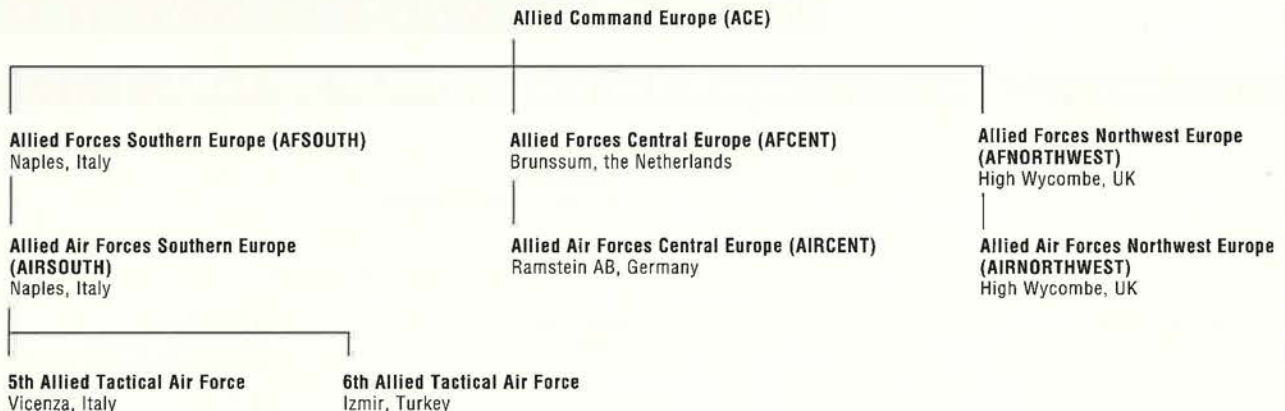 Allied Command Europe (ACE)
Allied Forces Southern Europe (AFSOUTH)
Naples, Italy
Allied Forces Central Europe (AFCENT)
Brunssum, the Netherlands
Allied Forces Northwest Europe
(AFNORTHWEST)
High Wycombe, UK
Allied Air Forces Southern Europe
(AIRSOUTH)
Naples, Italy
Allied Air Forces Central Europe (AIRCENT)
Ramstein AB, Germany
Allied Air Forces Northwest Europe
(AIRNORTHWEST)
High Wycombe, UK
5th Allied Tactical Air Force
Vicenza, Italy
6th Allied Tactical Air Force
Izmir, Turkey